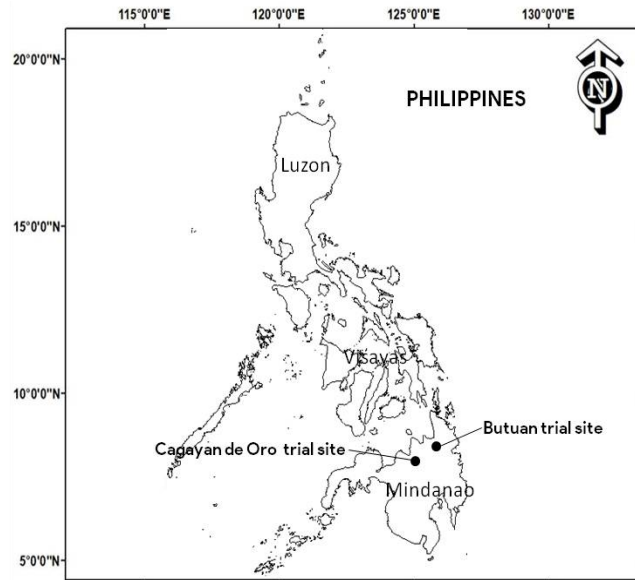 115°0'0"E 120°0'0"E 125°0'0"E 130°0'0"E
20°0'0"N
PHILIPPINES
N
Luzon
15°0'0"N
Visayas
10°0'0"N
Butuan trial site
Cagayan de Oro trial site
Mindanao
5°0'0"N